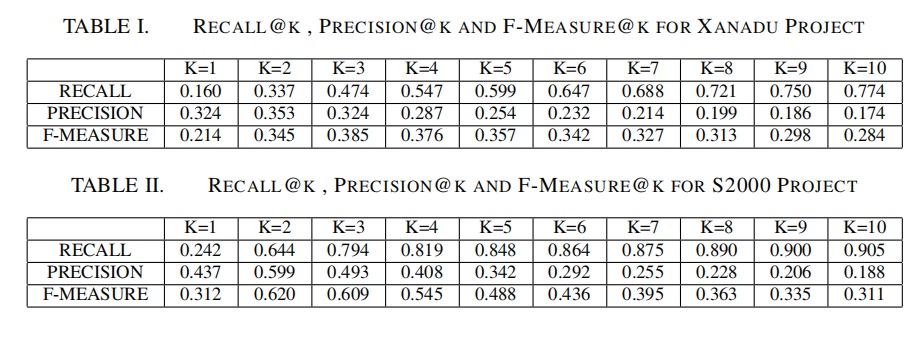 TABLE I. RECALL@K , PRECISION@K AND F-MEASURE@K FOR XANADU PROJECT
K=1 K=2 K=3 K=4 K=5 K=6 K=7 K=8 K=9 K=10
RECALL 0.160 0.337 0.474 0.547 0.599 0.647 0.688 0.721 0.750 0.774
PRECISION 0.324 0.353 0.324 0.287 0.254 0.232 0.214 0.199 0.186 0.174
F-MEASURE 0.214 0.345 0.385 0.376 0.357 0.342 0.327 0.313 0.298 0.284
TABLE II. RECALL@K , PRECISION@K AND F-MEASURE@K FOR S2000 PROJECT
K=1 K=2 K=3 K=4 K=5 K=6 K=7 K=8 K=9 K=10
RECALL 0.242 0.644 0.794 0.819 0.848 0.864 0.875 0.890 0.900 0.905
PRECISION 0.437 0.599 0.493 0.408 0.342 0.292 0.255 0.228 0.206 0.188
F-MEASURE 0.312 0.620 0.609 0.545 0.488 0.436 0.395 0.363 0.335 0.311